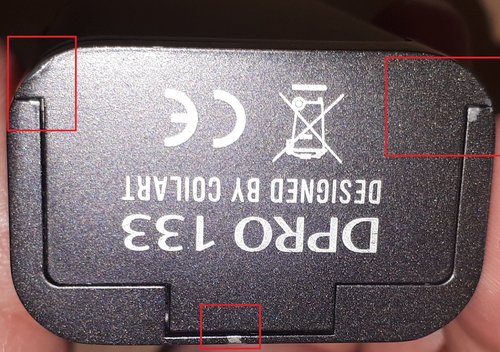 DPRO 133
DESIGNED BY COILART
CE